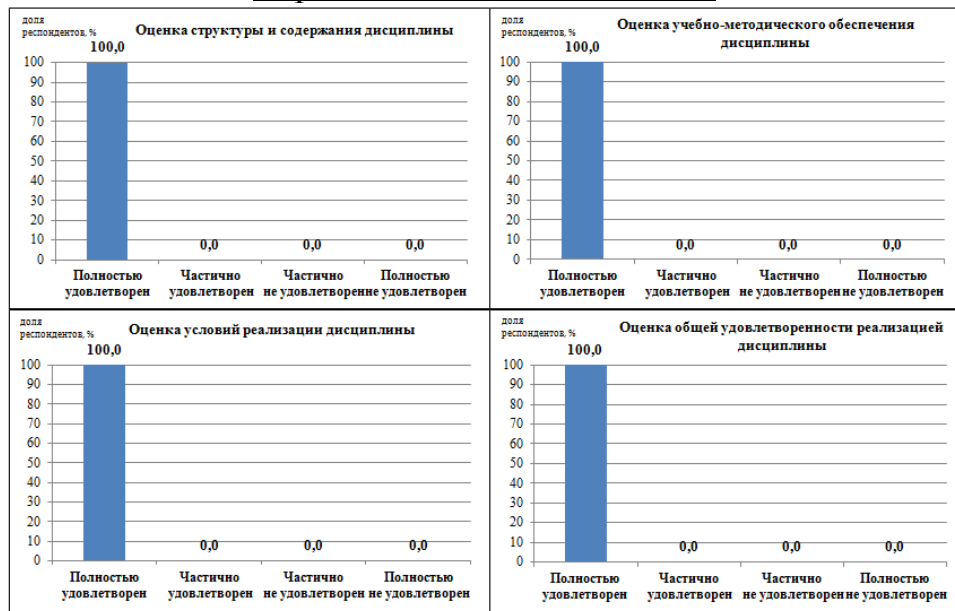 доля
респондентов, %
Оценка структуры и содержания дисциплины
100,0
100
90
80
70
60
50
40
30
20
10
0
0,0
0,0
0,0
Полностью
удовлетворен
Частично
удовлетворен
Частично
не удовлетворен
Полностью
не удовлетворен
доля
респондентов, %
Оценка учебно-методического обеспечения
дисциплины
100,0
100
90
80
70
60
50
40
30
20
10
0
0,0
0,0
0,0
Полностью
удовлетворен
Частично
удовлетворен
Частично
не удовлетворен
Полностью
не удовлетворен
доля
респондентов, %
Оценка условий реализации дисциплины
100,0
100
90
80
70
60
50
40
30
20
10
0
0,0
0,0
0,0
Полностью
удовлетворен
Частично
удовлетворен
Частично
не удовлетворен
Полностью
не удовлетворен
доля
респондентов, %
Оценка общей удовлетворенности реализацией
дисциплины
100,0
100
90
80
70
60
50
40
30
20
10
0
0,0
0,0
0,0
Полностью
удовлетворен
Частично
удовлетворен
Частично
не удовлетворен
Полностью
не удовлетворен